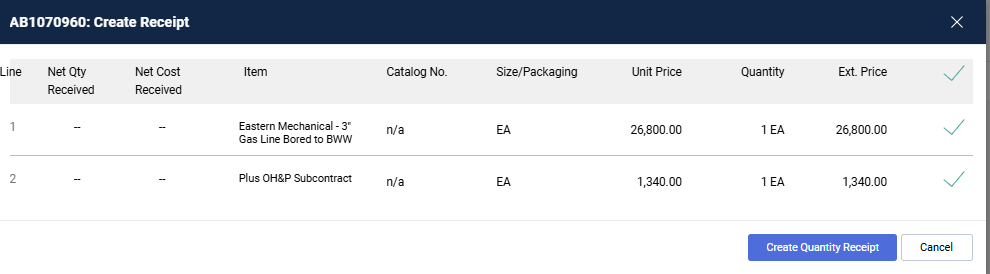 AB1070960: Create Receipt
Line Net Qty Received Net Cost Received Item Catalog No. Size/Packaging Unit Price Quantity Ext. Price
1 -- -- Eastern Mechanical - 3" Gas Line Bored to BWW n/a EA 26,800.00 1 EA 26,800.00
2 -- -- Plus OH&P Subcontract n/a EA 1,340.00 1 EA 1,340.00
Create Quantity Receipt Cancel